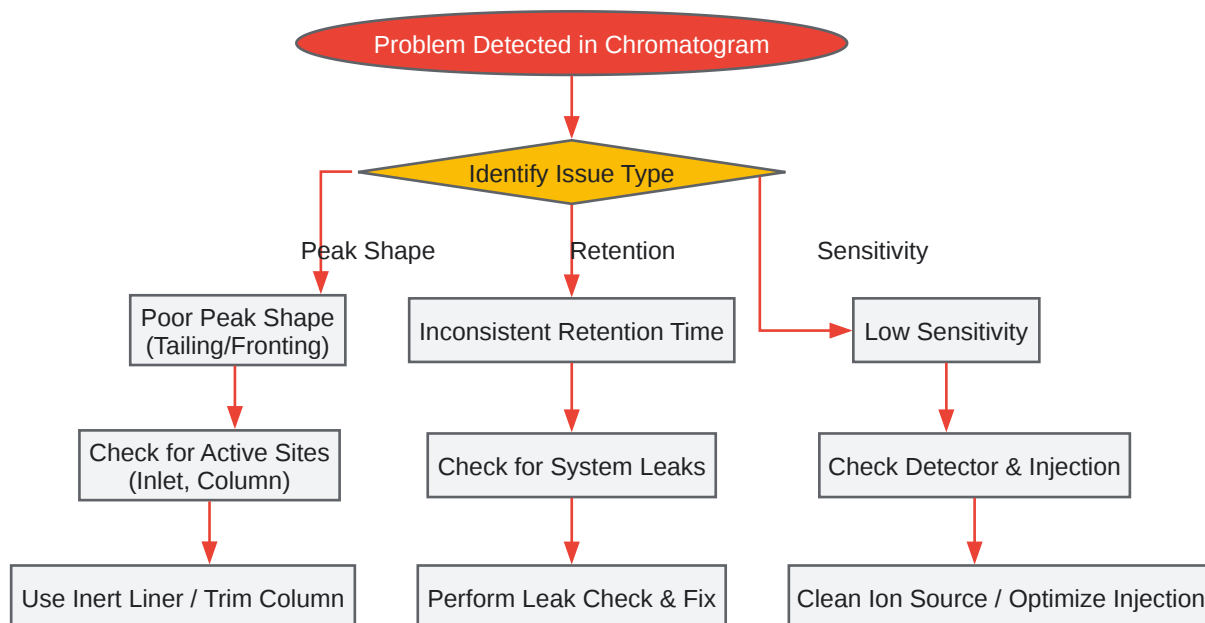 Problem Detected in Chromatogram
Identify Issue Type
Peak Shape
Retention
Sensitivity
Poor Peak Shape
(Tailing/Fronting)
Inconsistent Retention Time
Low Sensitivity
Check for Active Sites
(Inlet, Column)
Check for System Leaks
Check Detector & Injection
Use Inert Liner / Trim Column
Perform Leak Check & Fix
Clean Ion Source / Optimize Injection